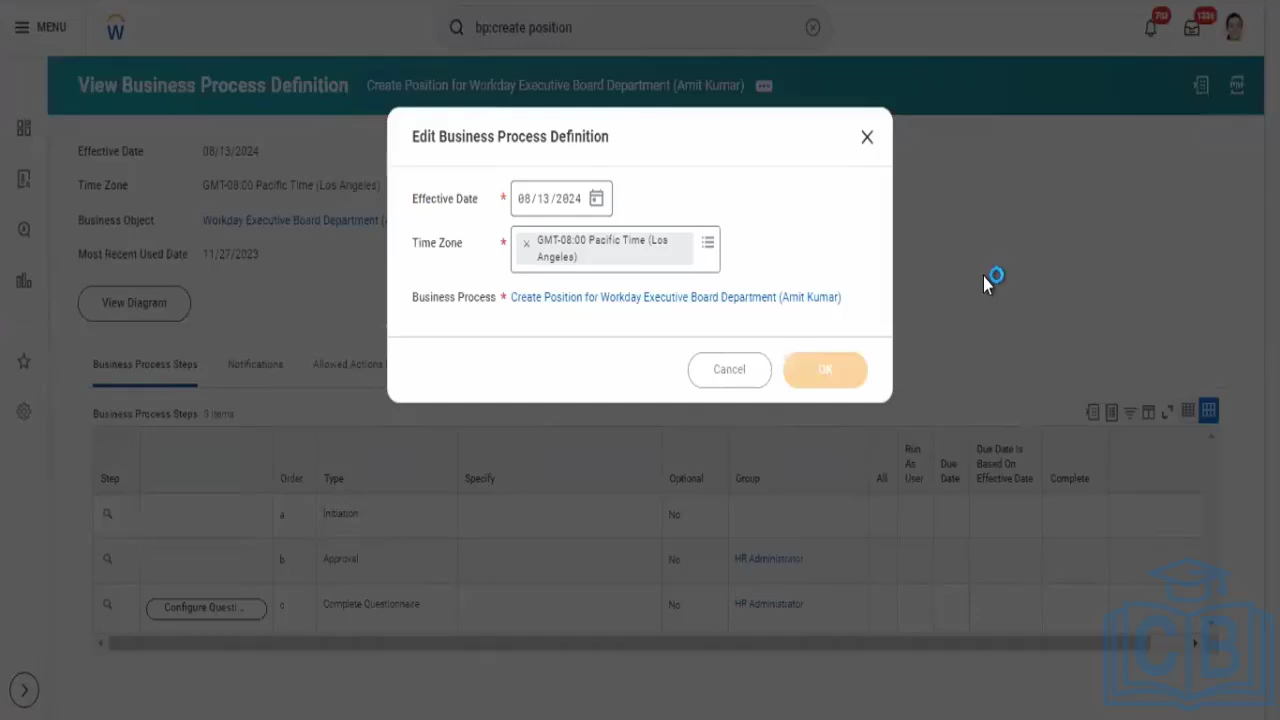 MENU
bp:create position
View Business Process Definition
Create Position for Workday Executive Board Department (Amit Kumar)
Effective Date 08/13/2024
Time Zone GMT-08:00 Pacific Time (Los Angeles)
Business Object Workday Executive Board Department (
Most Recent Used Date 11/27/2023
View Diagram
Edit Business Process Definition
Effective Date * 08/13/2024
Time Zone * GMT-08:00 Pacific Time (Los
Angeles)
Business Process * Create Position for Workday Executive Board Department (Amit Kumar)
Cancel OK
Business Process Steps Notifications Allowed Actions
Business Process Steps 3 items
Step Order Type Specify Optional Group All Run As User Due Date Due Date Is Based On Effective Date Complete
a Initiation No
b Approval No HR Administrator
Configure Questi... c Complete Questionnaire No HR Administrator
CB